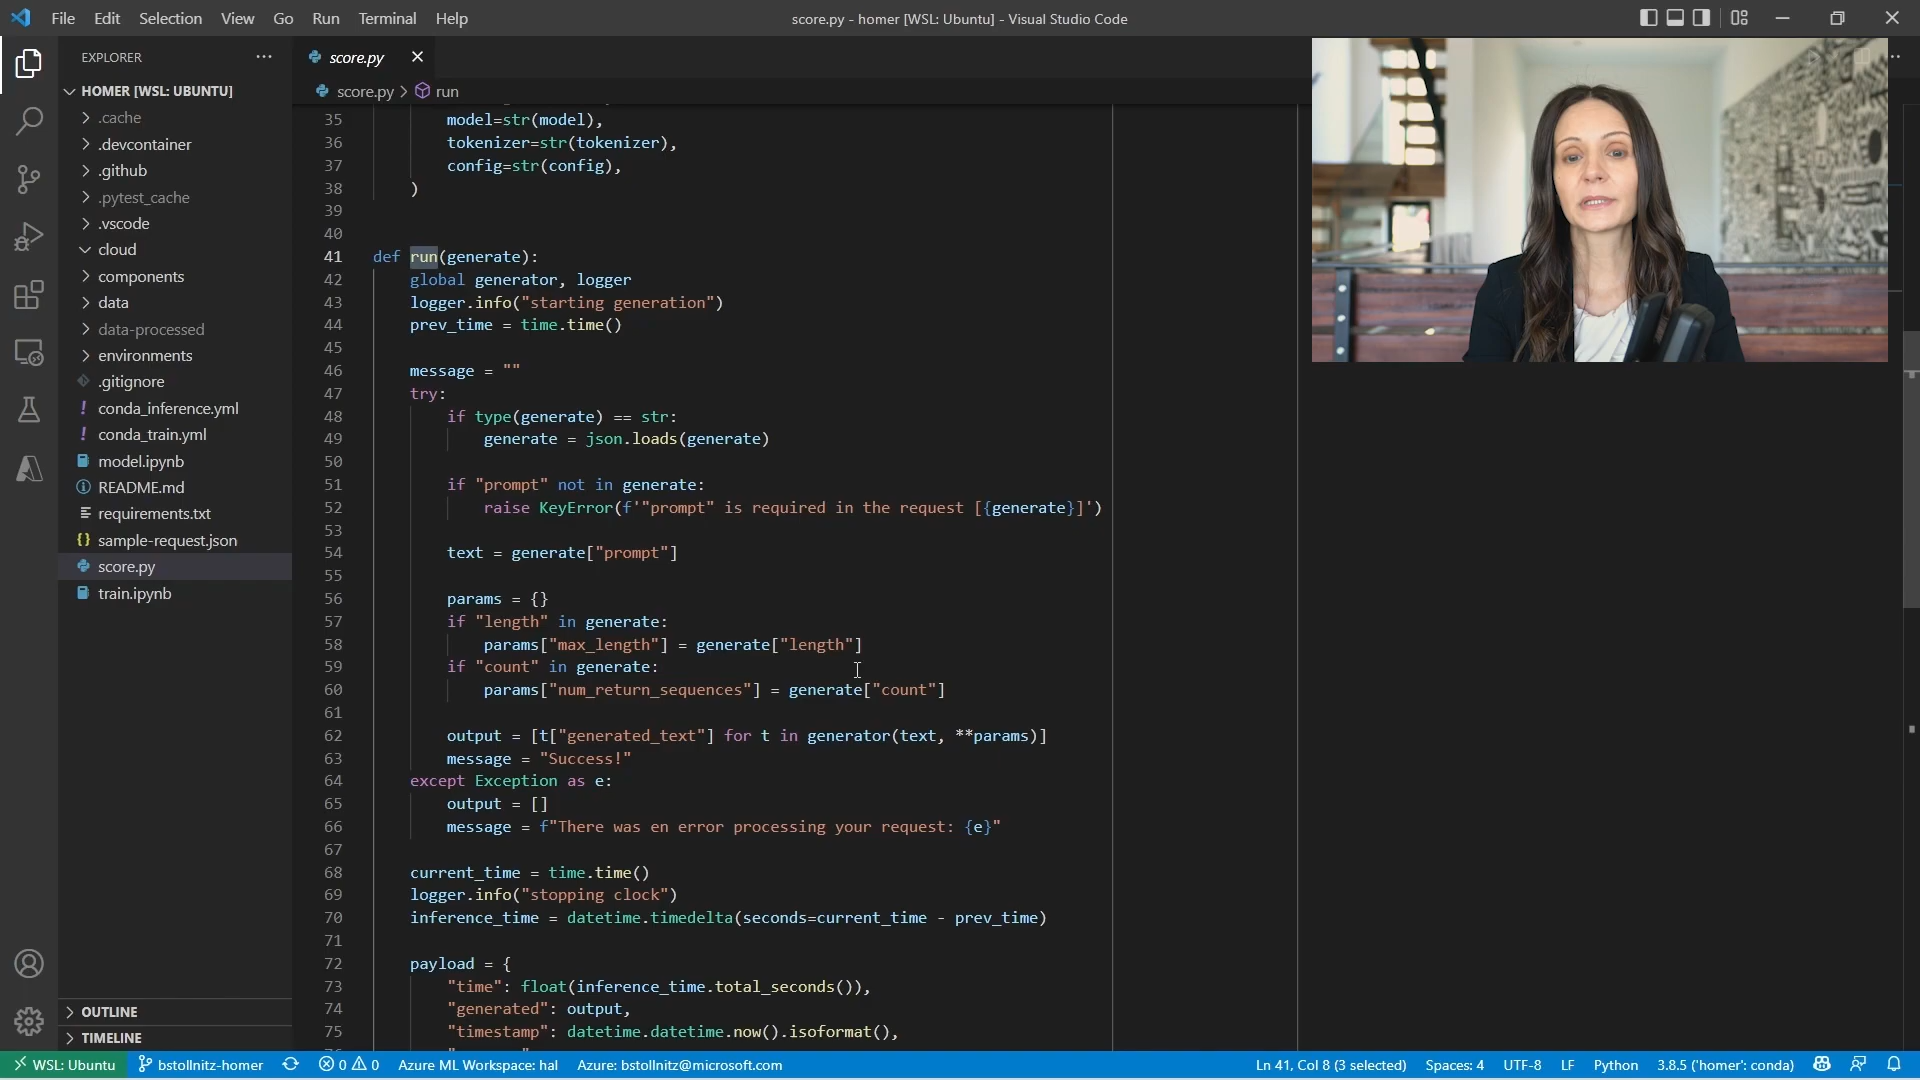 File Edit Selection View Go Run Terminal Help
score.py - homer [WSL: Ubuntu] - Visual Studio Code
EXPLORER
HOMER [WSL: UBUNTU]
.cache
.devcontainer
.github
.pytest_cache
.vscode
cloud
components
data
data-processed
environments
.gitignore
conda_inference.yml
conda_train.yml
model.ipynb
README.md
requirements.txt
sample-request.json
score.py
train.ipynb
OUTLINE
TIMELINE
score.py
score.py > run
35 model=str(model),
36 tokenizer=str(tokenizer),
37 config=str(config),
38 )
39
40
41 def run(generate):
42 global generator, logger
43 logger.info("starting generation")
44 prev_time = time.time()
45
46 message = ""
47 try:
48 if type(generate) == str:
49 generate = json.loads(generate)
50
51 if "prompt" not in generate:
52 raise KeyError(f'"prompt" is required in the request [{generate}]')
53
54 text = generate["prompt"]
55
56 params = {}
57 if "length" in generate:
58 params["max_length"] = generate["length"]
59 if "count" in generate:
60 params["num_return_sequences"] = generate["count"]
61
62 output = [t["generated_text"] for t in generator(text, **params)]
63 message = "Success!"
64 except Exception as e:
65 output = []
66 message = f"There was en error processing your request: {e}"
67
68 current_time = time.time()
69 logger.info("stopping clock")
70 inference_time = datetime.timedelta(seconds=current_time - prev_time)
71
72 payload = {
73 "time": float(inference_time.total_seconds()),
74 "generated": output,
75 "timestamp": datetime.datetime.now().isoformat(),
WSL: Ubuntu bstollnitz-homer 0 0 Azure ML Workspace: hal Azure: bstollnitz@microsoft.com Ln 41, Col 8 (3 selected) Spaces: 4 UTF-8 LF Python 3.8.5 ('homer': conda)